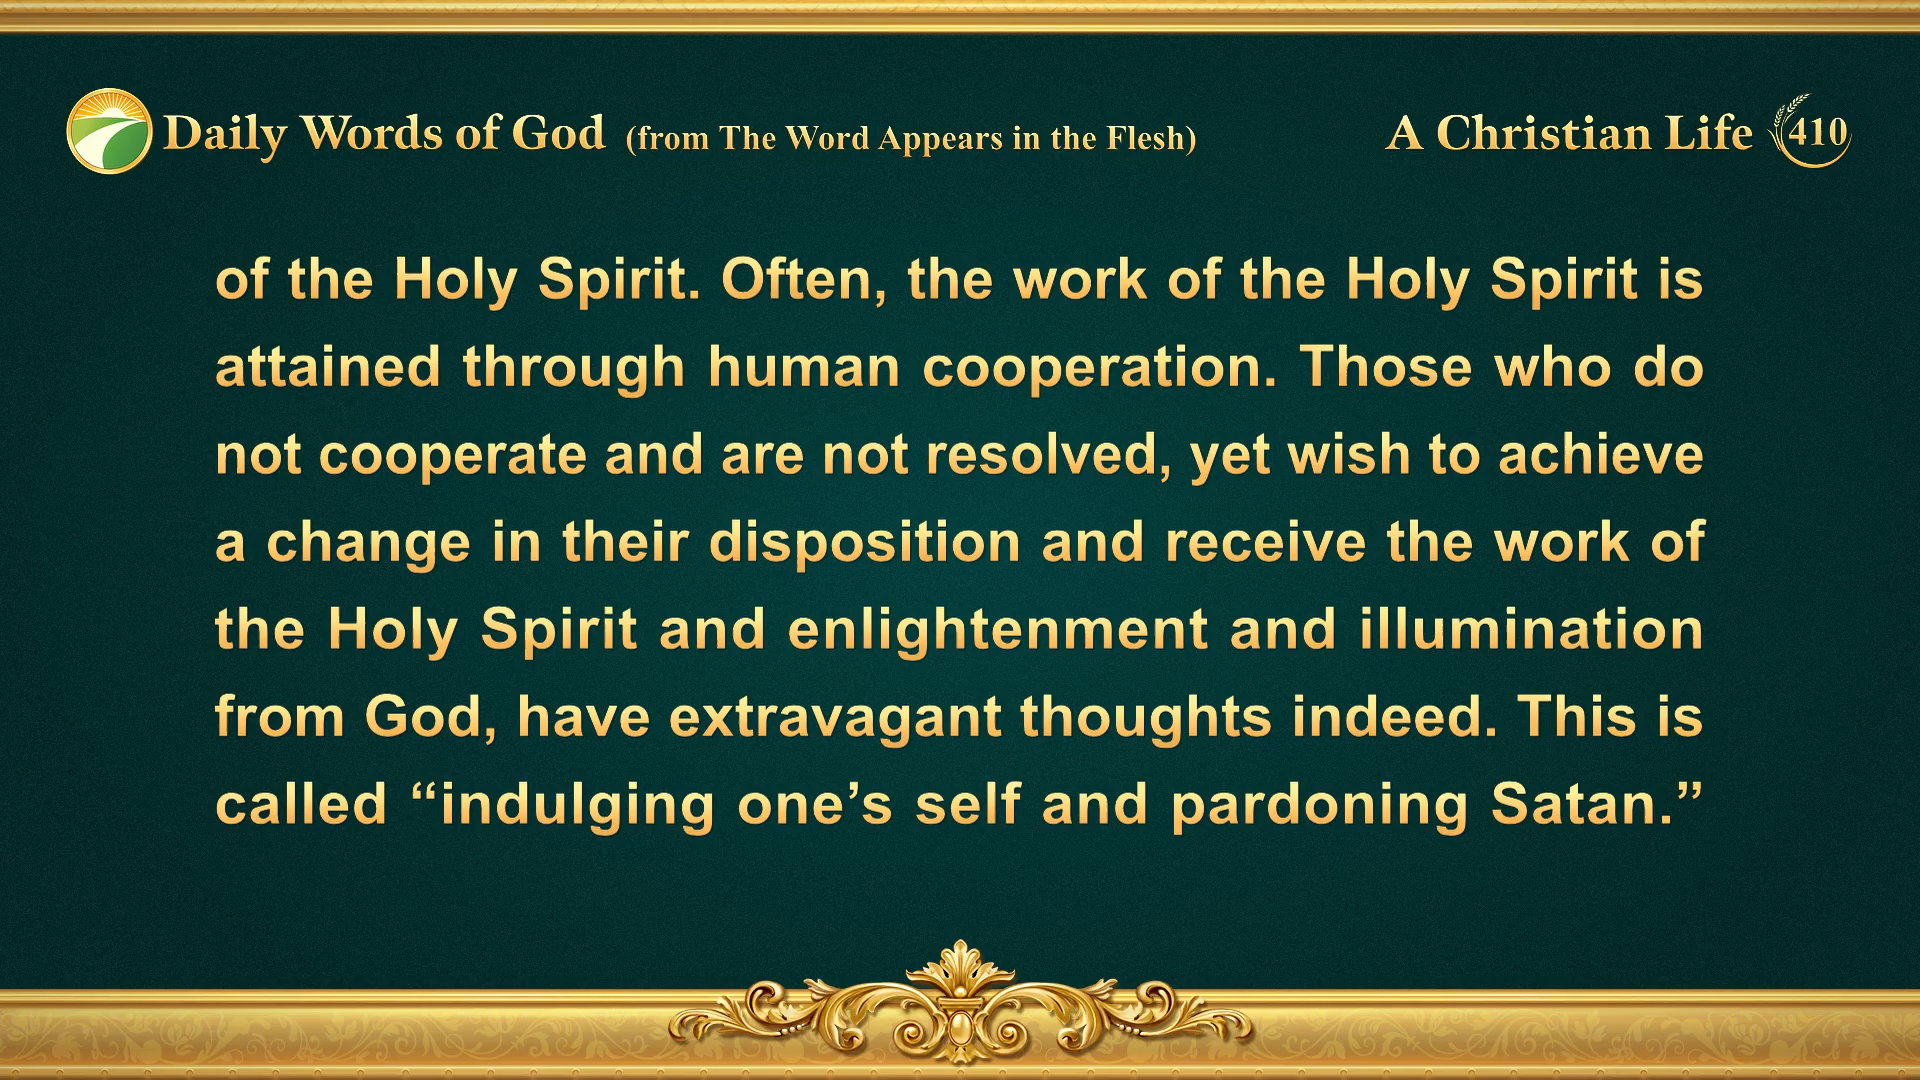 Daily Words of God (from The Word Appears in the Flesh)
A Christian Life 410
of the Holy Spirit. Often, the work of the Holy Spirit is
attained through human cooperation. Those who do
not cooperate and are not resolved, yet wish to achieve
a change in their disposition and receive the work of
the Holy Spirit and enlightenment and illumination
from God, have extravagant thoughts indeed. This is
called “indulging one’s self and pardoning Satan.”